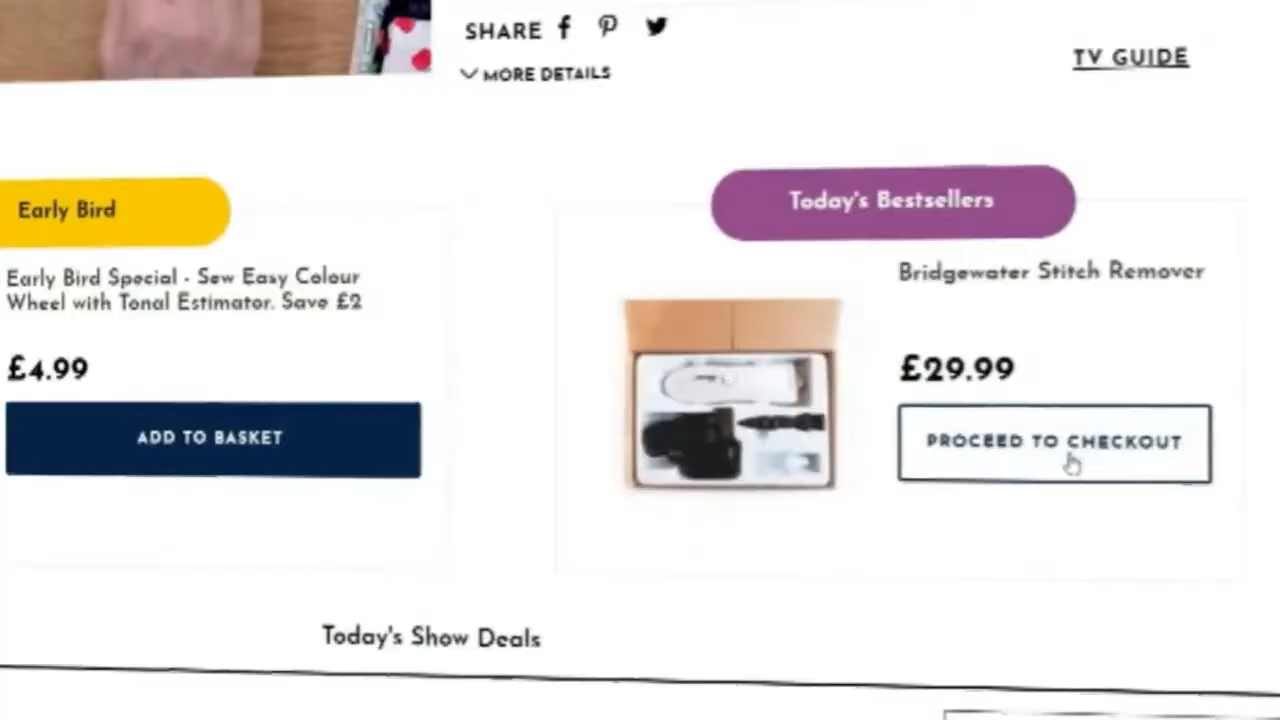 SHARE
MORE DETAILS
TV GUIDE
Early Bird
Early Bird Special - Sew Easy Colour
Wheel with Tonal Estimator. Save £2
£4.99
ADD TO BASKET
Today's Bestsellers
Bridgewater Stitch Remover
£29.99
PROCEED TO CHECKOUT
Today's Show Deals